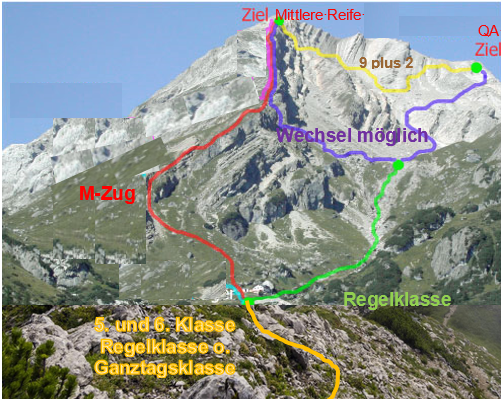 Ziel Mittlere-Reife
QA
Ziel
9 plus 2
Wechsel möglich
M-Zug
Regelklasse
5. und 6. Klasse
Regelklasse o.
Ganztagsklasse